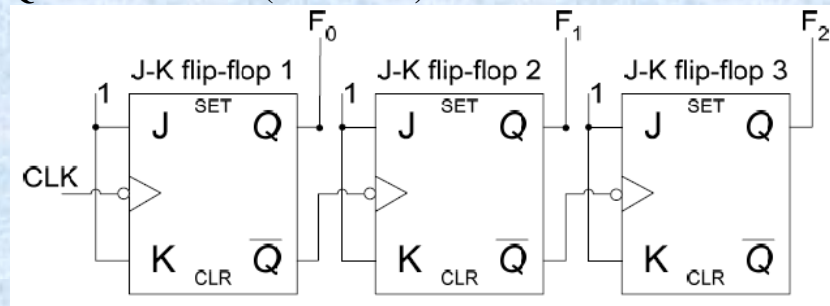 F0 F1 F2
J-K flip-flop 1 J-K flip-flop 2 J-K flip-flop 3
1 SET 1 SET 1 SET
J Q J Q J Q
CLK
K Q̅ K Q̅ K Q̅
CLR CLR CLR